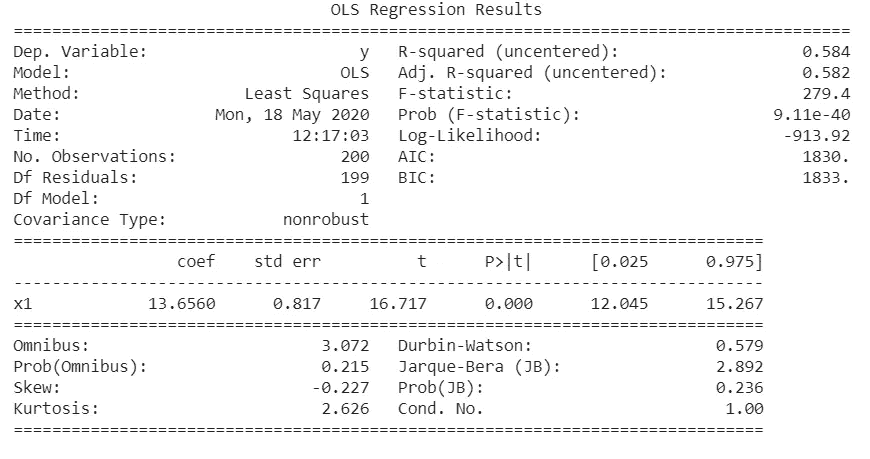 OLS Regression Results
==============================================================================
Dep. Variable: y R-squared (uncentered): 0.584
Model: OLS Adj. R-squared (uncentered): 0.582
Method: Least Squares F-statistic: 279.4
Date: Mon, 18 May 2020 Prob (F-statistic): 9.11e-40
Time: 12:17:03 Log-Likelihood: -913.92
No. Observations: 200 AIC: 1830.
Df Residuals: 199 BIC: 1833.
Df Model: 1
Covariance Type: nonrobust
==============================================================================
coef std err t P>|t| [0.025 0.975]
------------------------------------------------------------------------------
x1 13.6560 0.817 16.717 0.000 12.045 15.267
==============================================================================
Omnibus: 3.072 Durbin-Watson: 0.579
Prob(Omnibus): 0.215 Jarque-Bera (JB): 2.892
Skew: -0.227 Prob(JB): 0.236
Kurtosis: 2.626 Cond. No. 1.00
==============================================================================